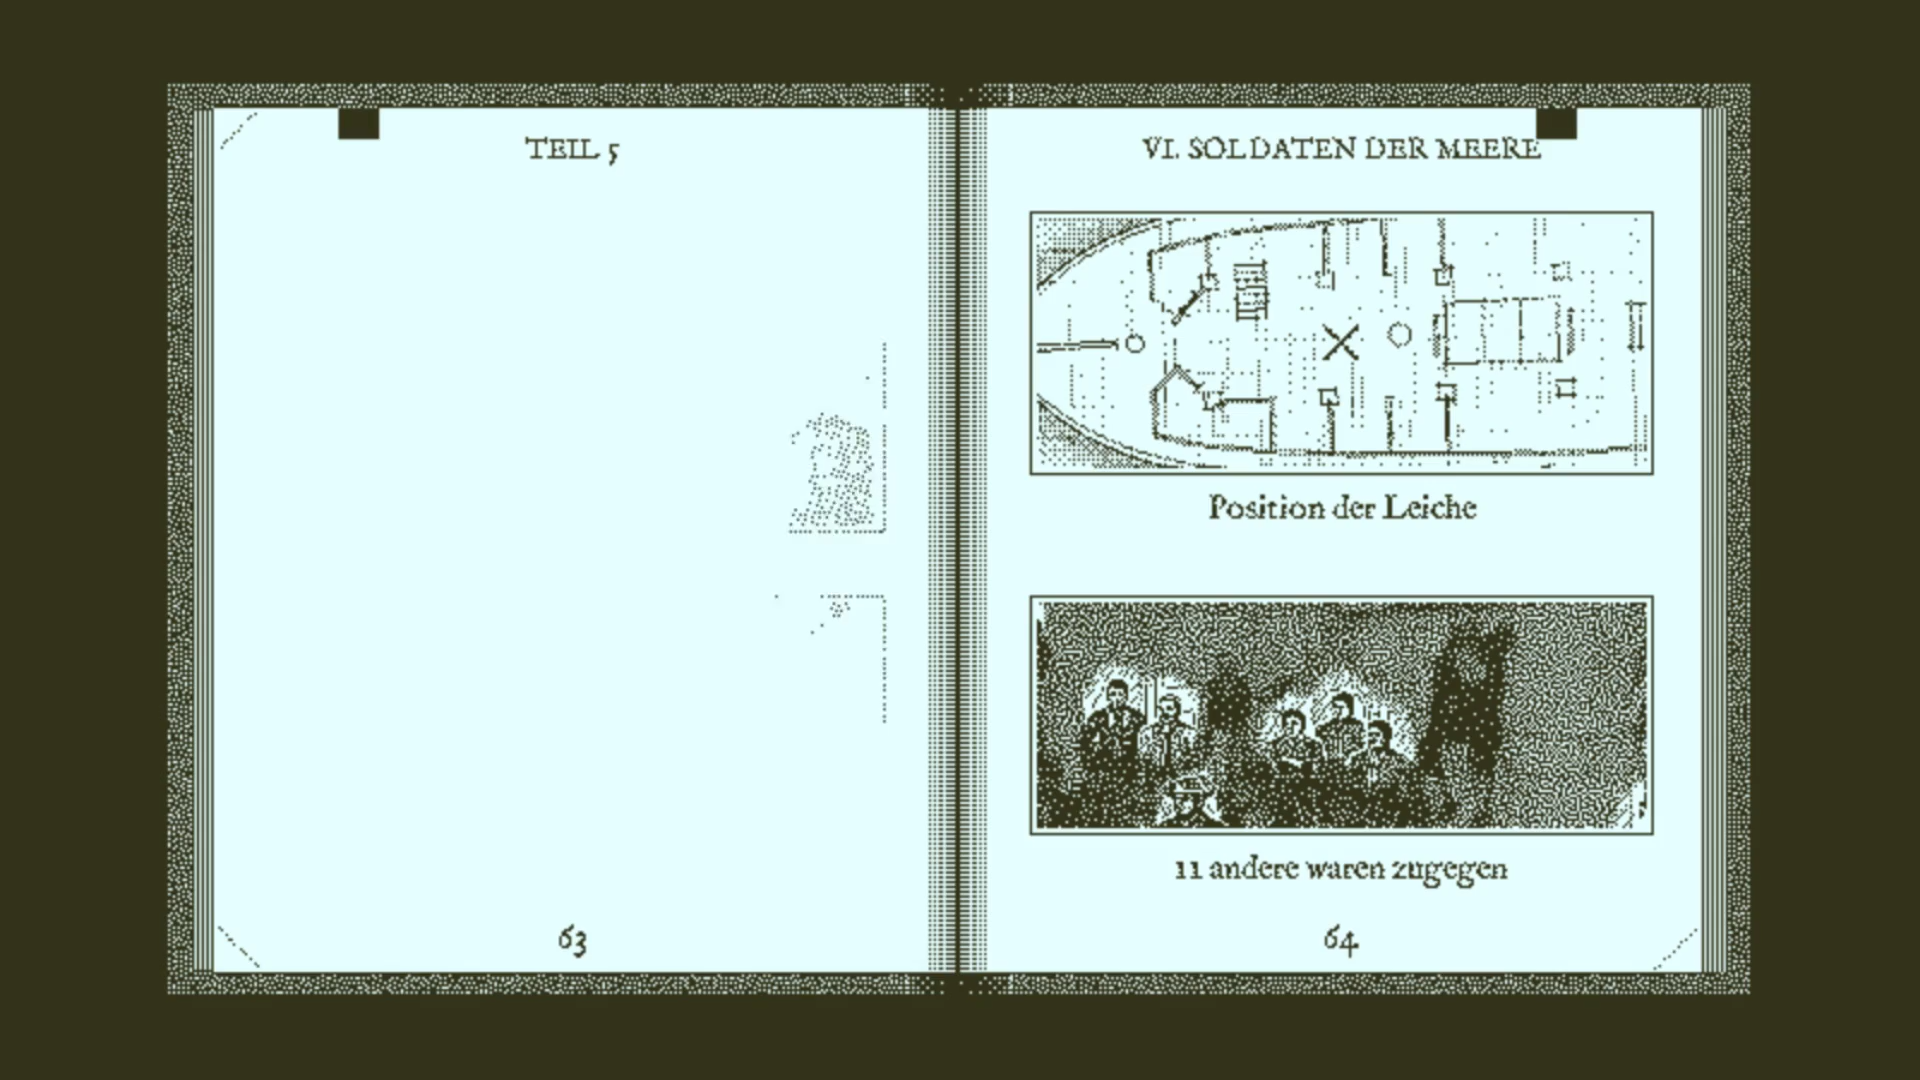 TEIL 5
63
VI. SOLDATEN DER MEERE
Position der Leiche
11 andere waren zugegen
64